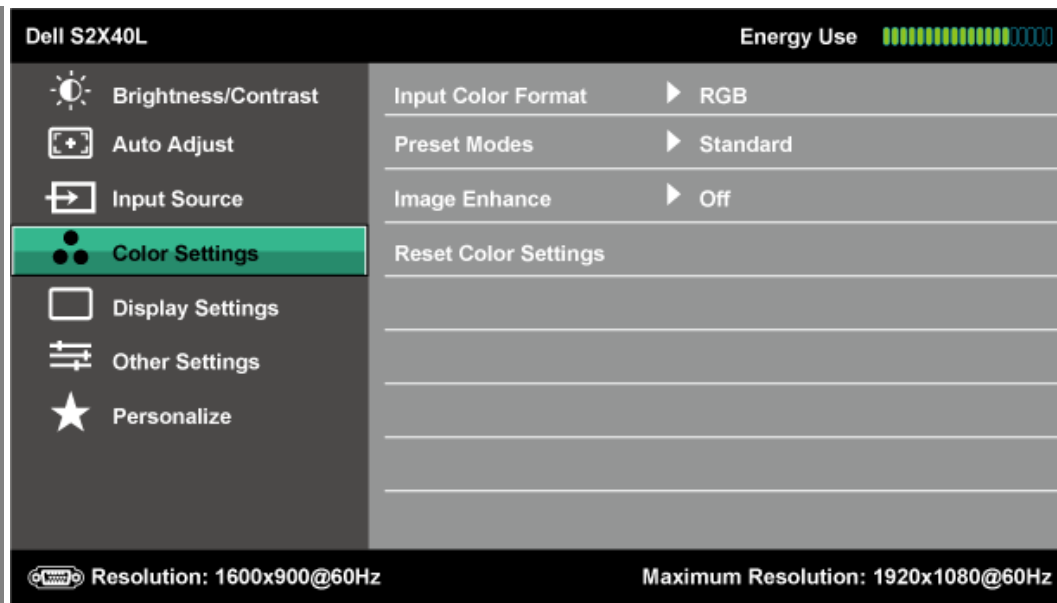 Dell S2X40L Energy Use
Brightness/Contrast Input Color Format RGB
Auto Adjust Preset Modes Standard
Input Source Image Enhance Off
Color Settings Reset Color Settings
Display Settings
Other Settings
Personalize
Resolution: 1600x900@60Hz Maximum Resolution: 1920x1080@60Hz